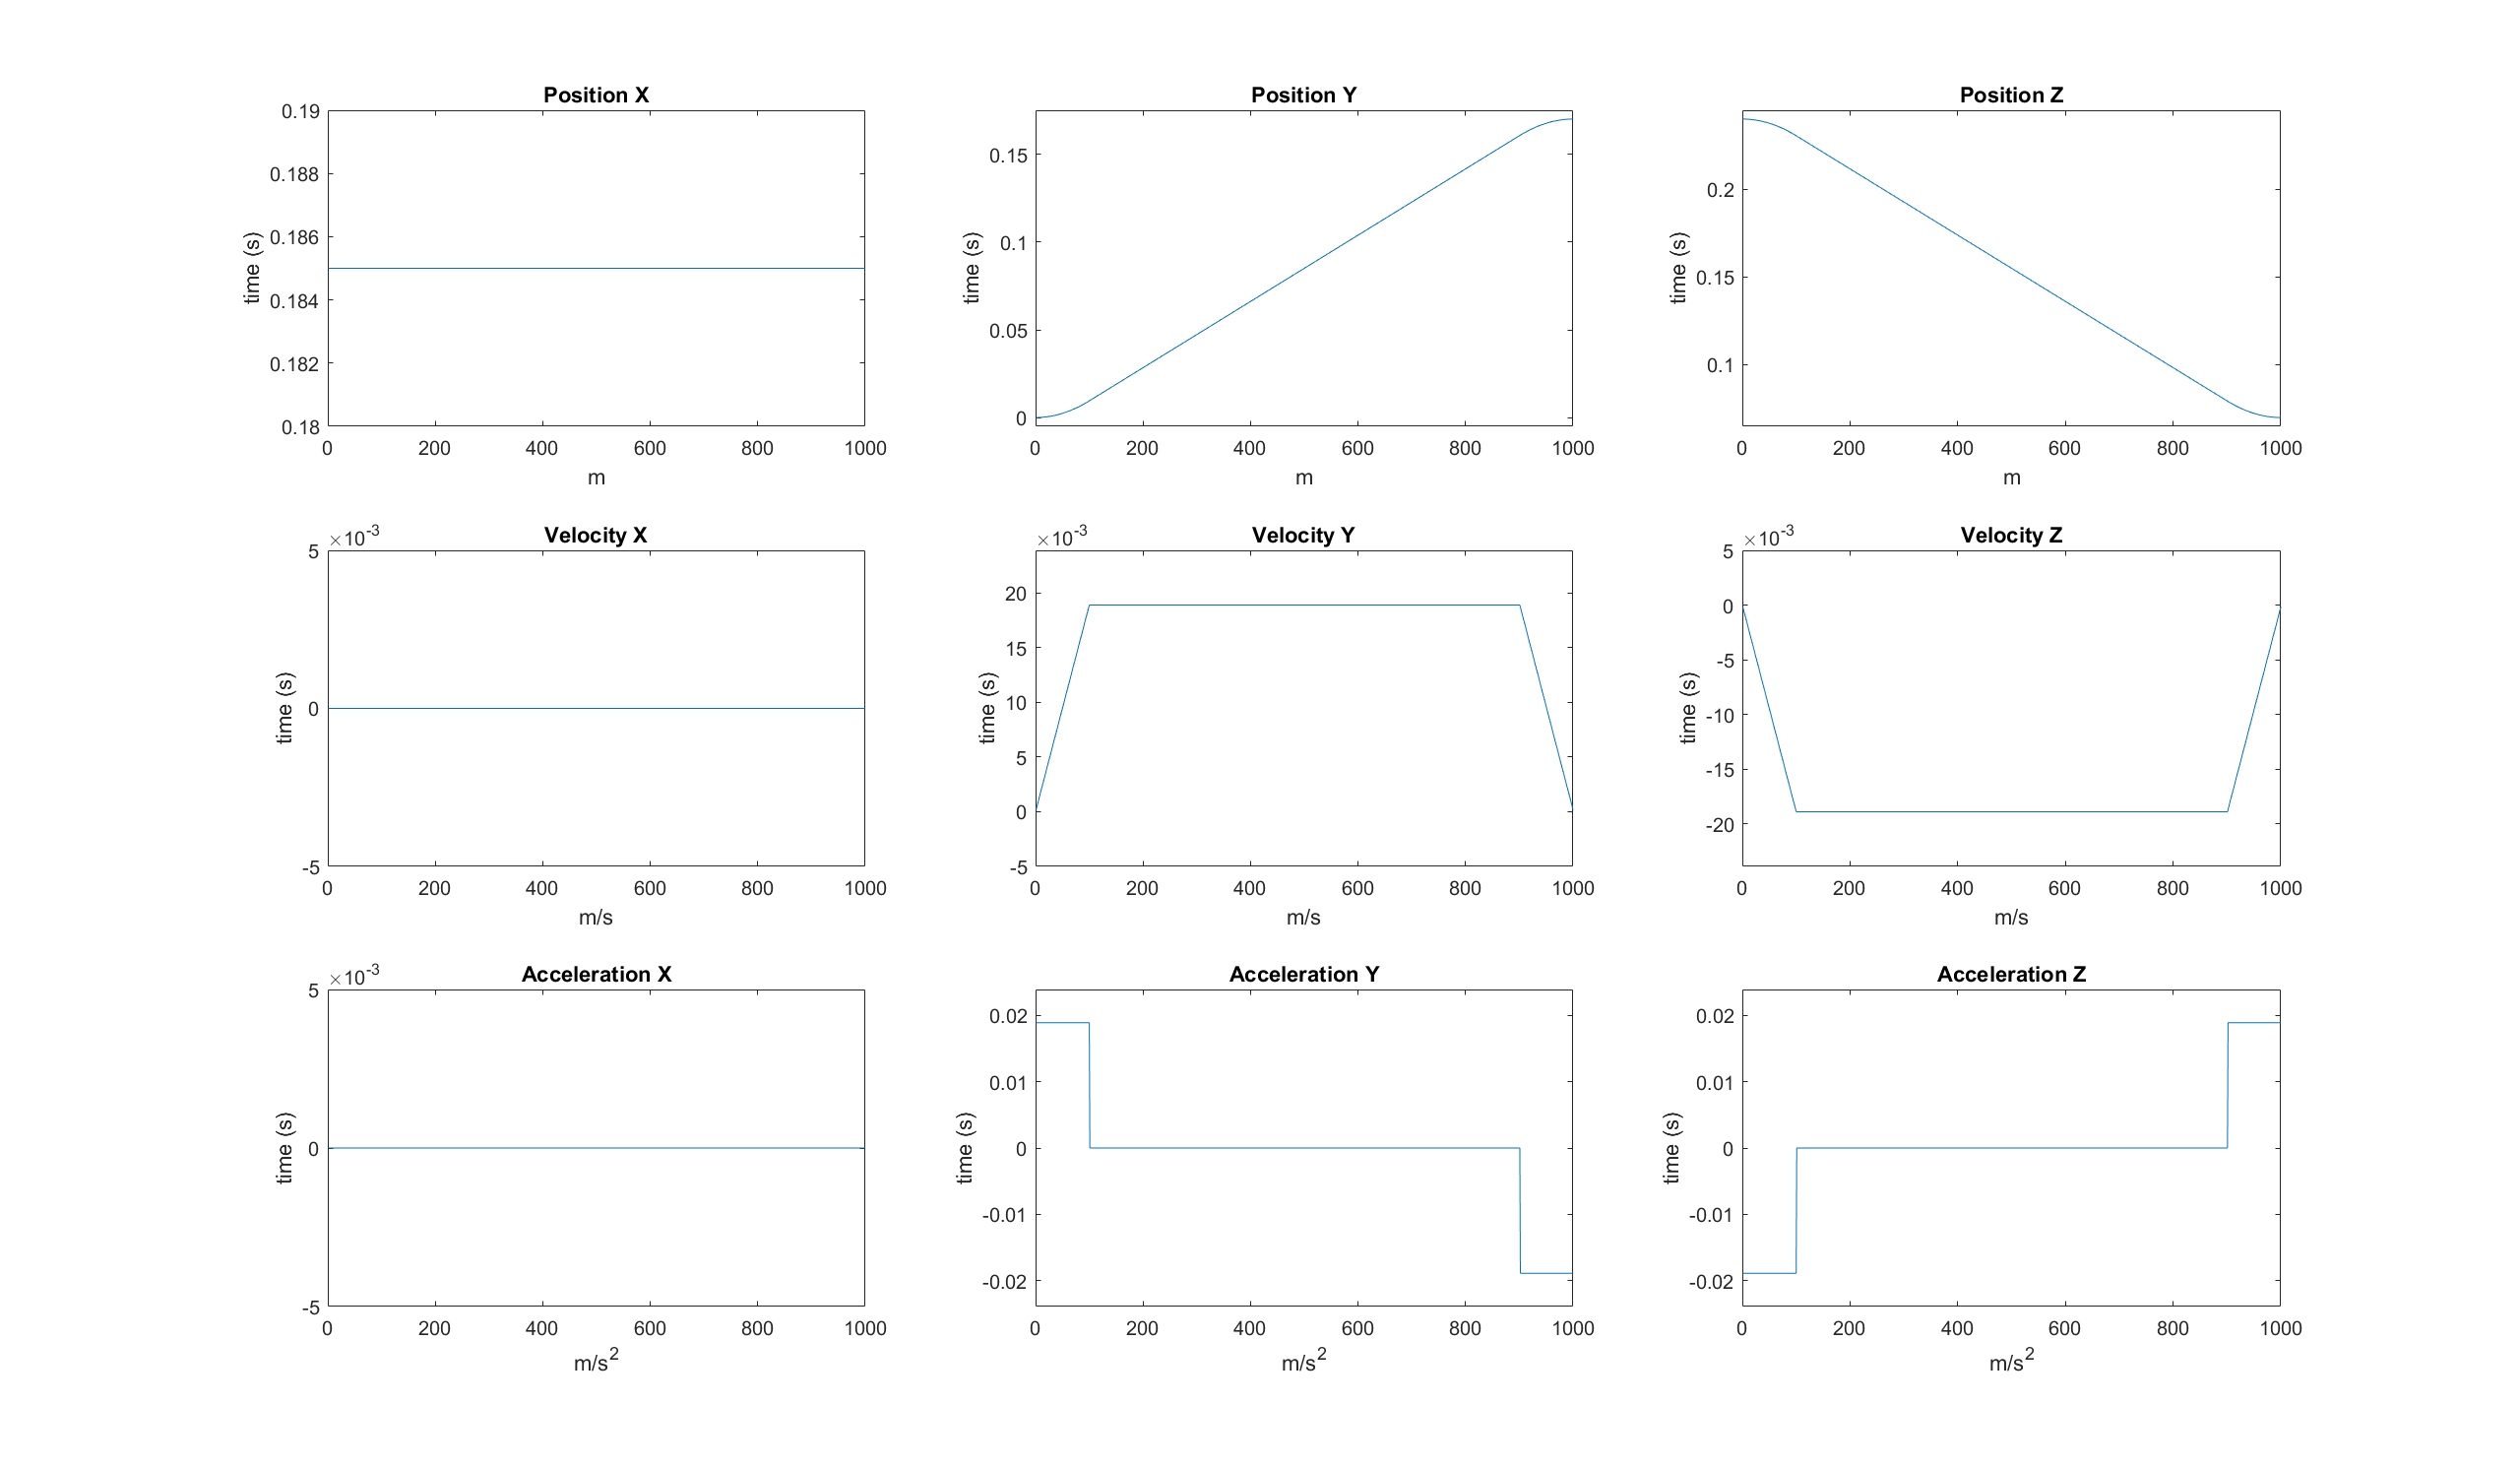 Position X
0.19
0.188
0.186
0.184
0.182
0.18
time (s)
0 200 400 600 800 1000
m
Position Y
0.15
0.1
0.05
0
time (s)
0 200 400 600 800 1000
m
Position Z
0.2
0.15
0.1
time (s)
0 200 400 600 800 1000
m
Velocity X
×10^-3
5
0
-5
time (s)
0 200 400 600 800 1000
m/s
Velocity Y
×10^-3
20
15
10
5
0
-5
time (s)
0 200 400 600 800 1000
m/s
Velocity Z
×10^-3
5
0
-5
-10
-15
-20
time (s)
0 200 400 600 800 1000
m/s
Acceleration X
×10^-3
5
0
-5
time (s)
0 200 400 600 800 1000
m/s^2
Acceleration Y
0.02
0.01
0
-0.01
-0.02
time (s)
0 200 400 600 800 1000
m/s^2
Acceleration Z
0.02
0.01
0
-0.01
-0.02
time (s)
0 200 400 600 800 1000
m/s^2